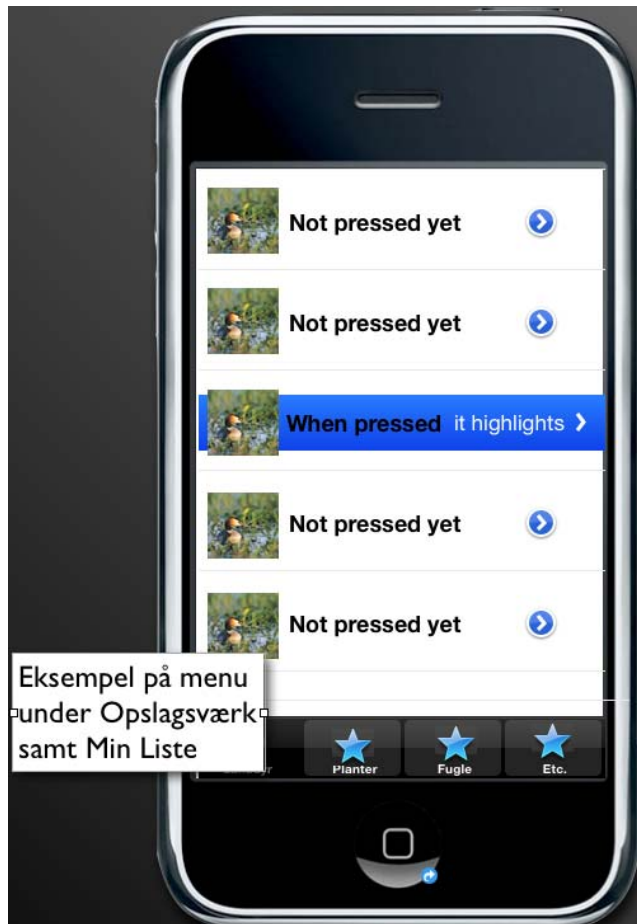 Not pressed yet
Not pressed yet
When pressed it highlights
Not pressed yet
Not pressed yet
Eksempel på menu
under Opslagsværk
samt Min Liste
Planter Fugle Etc.